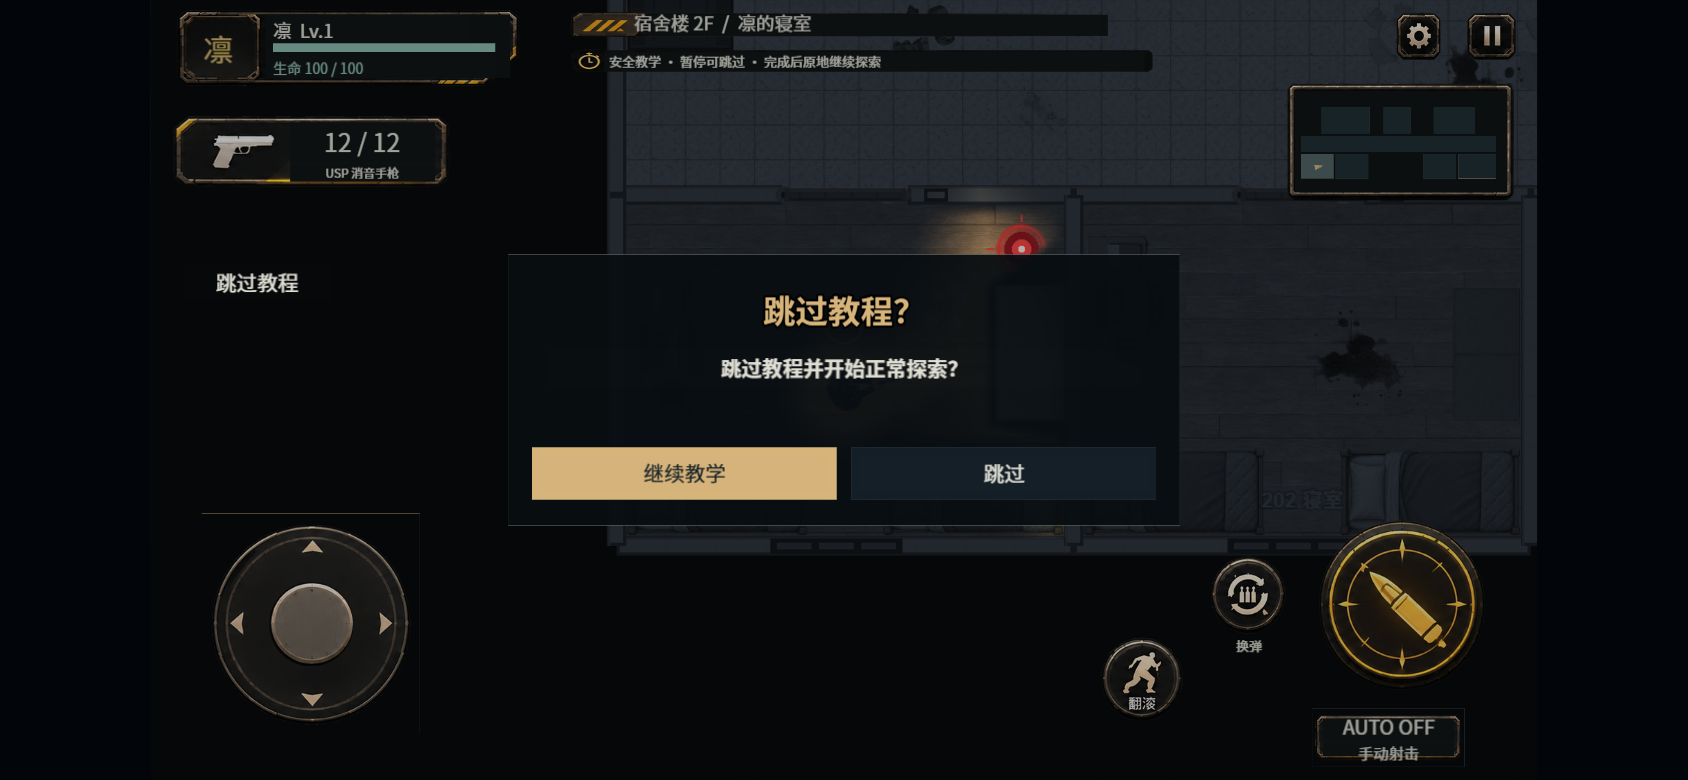 凛
凛 Lv.1
生命 100 / 100
宿舍楼 2F / 凛的寝室
安全教学 · 暂停可跳过 · 完成后原地继续探索
12 / 12
USP 消音手枪
跳过教程
跳过教程?
跳过教程并开始正常探索?
继续教学
跳过
202 寝室
换弹
翻滚
AUTO OFF
手动射击